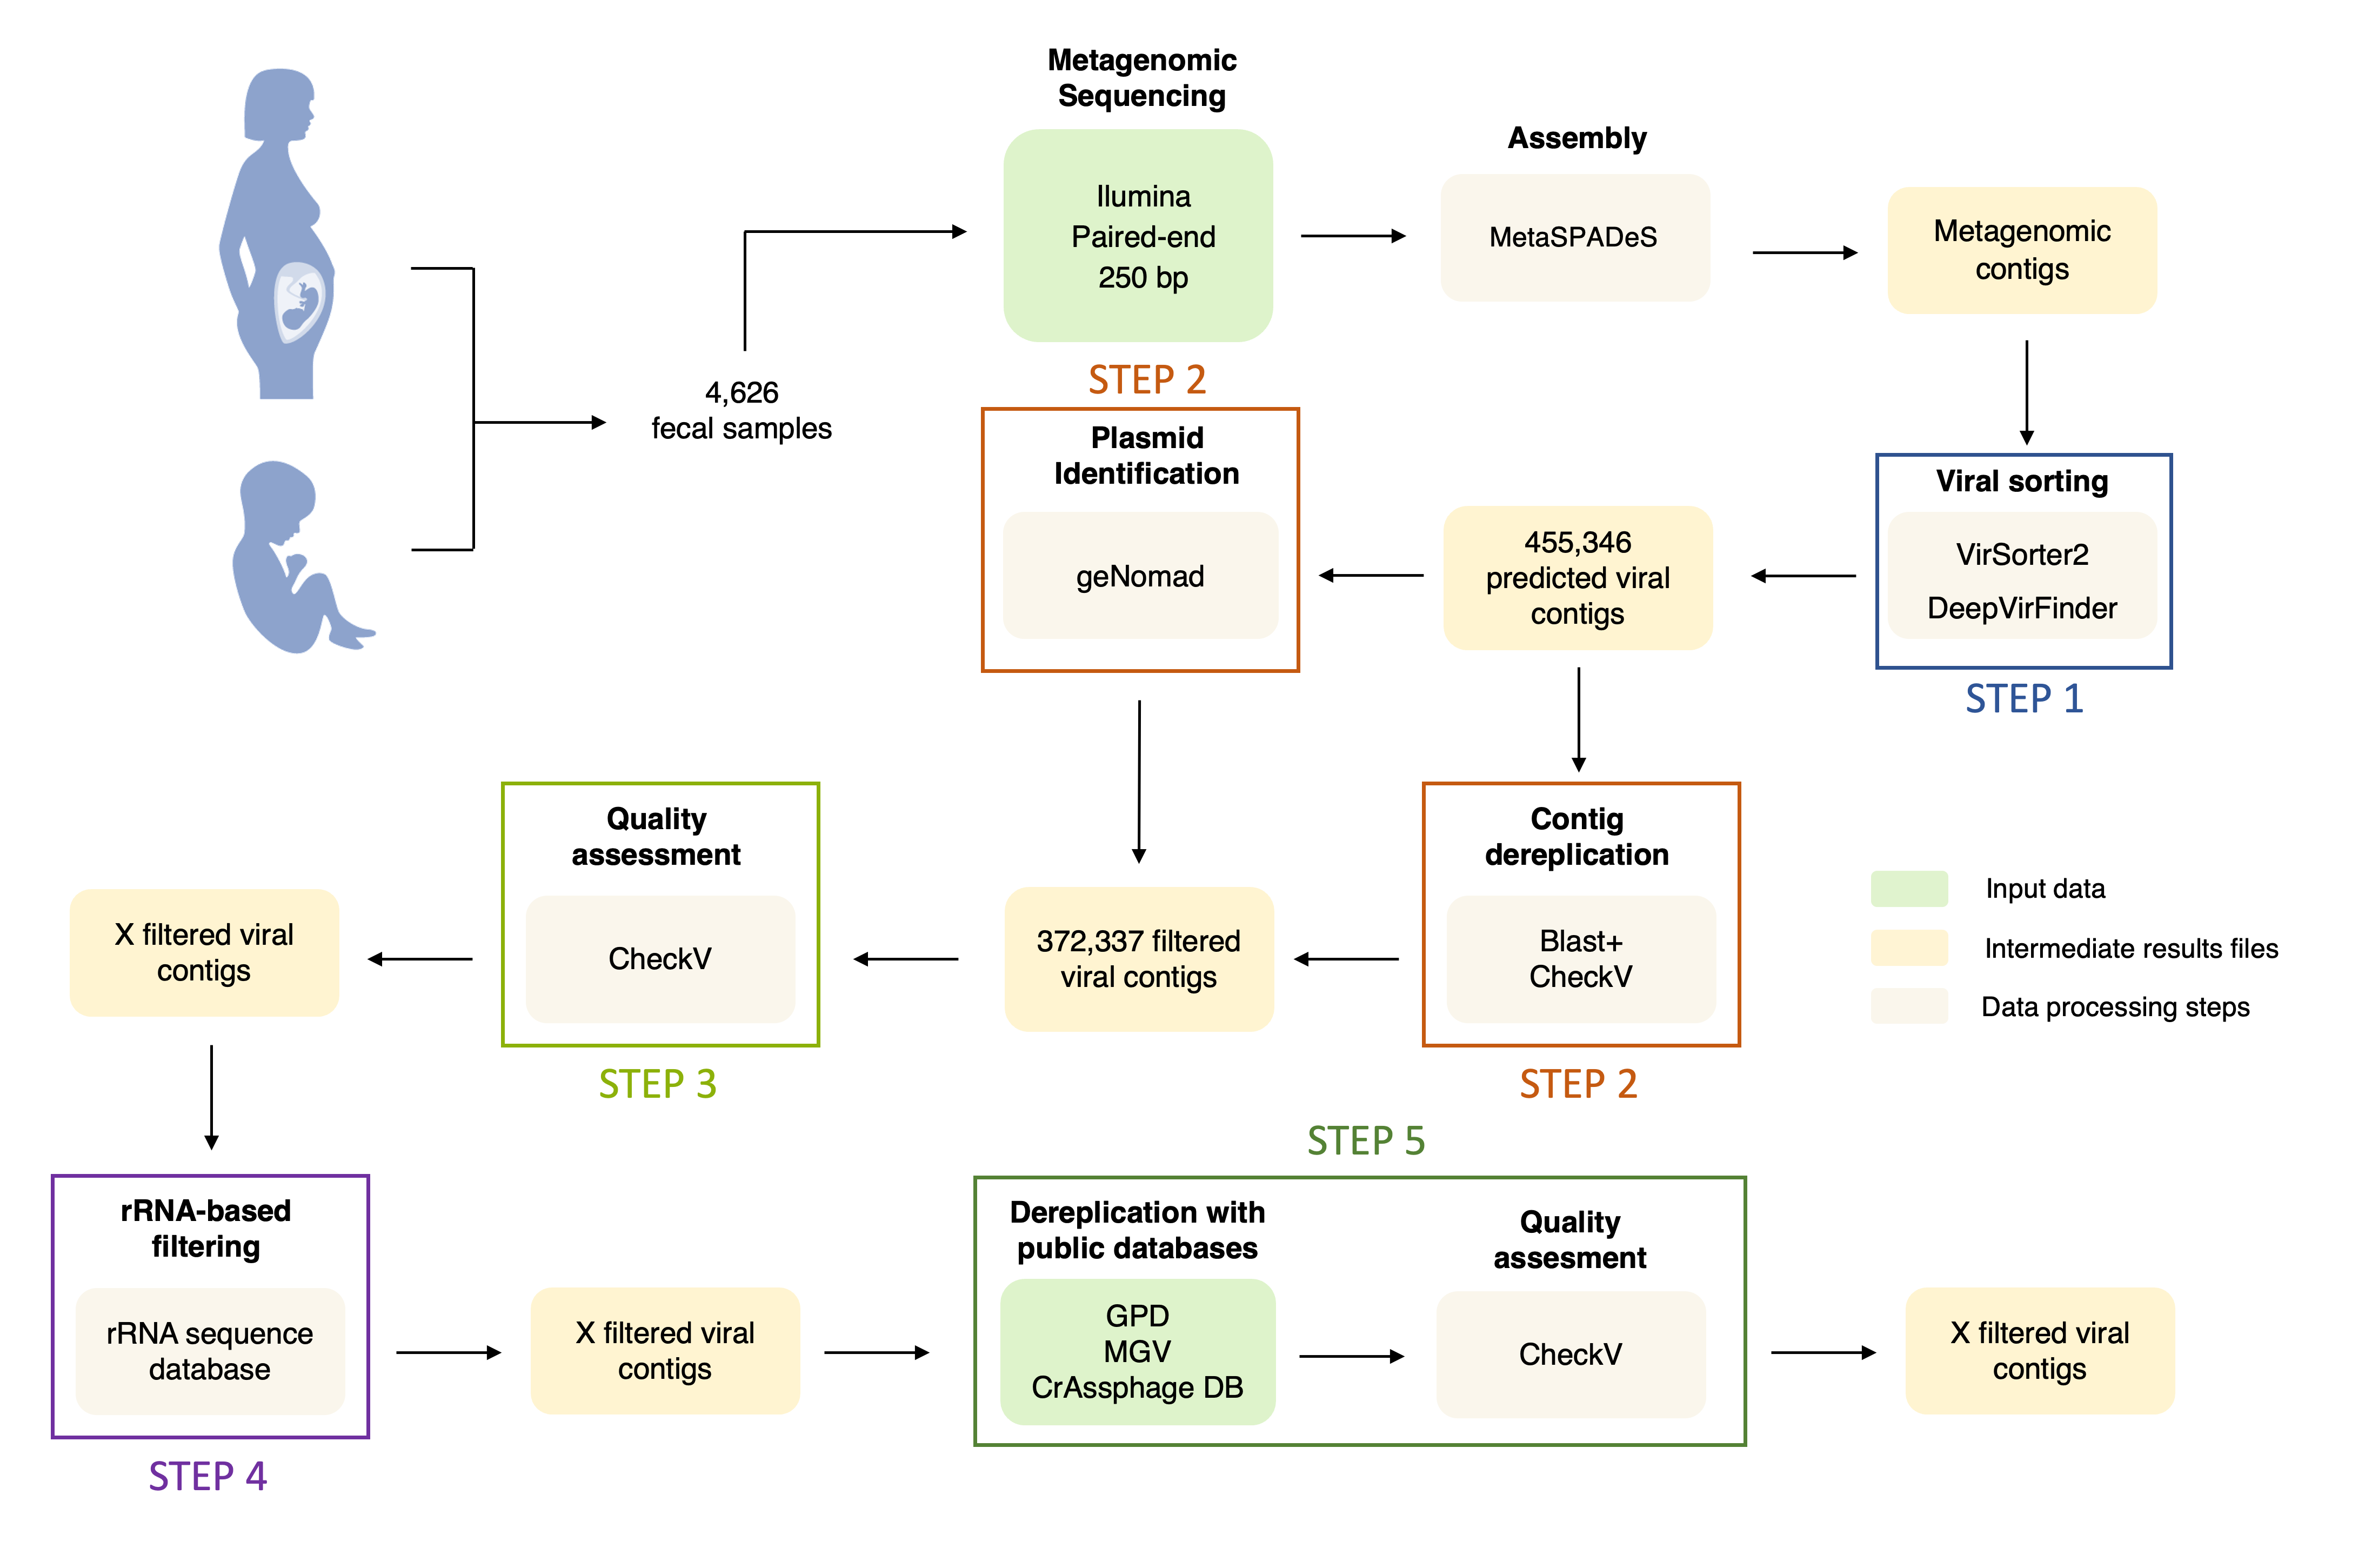 Metagenomic
Sequencing
Ilumina
Paired-end
250 bp
Assembly
MetaSPADeS
Metagenomic
contigs
4,626
fecal samples
STEP 2
Plasmid
Identification
geNomad
455,346
predicted viral
contigs
Viral sorting
VirSorter2
DeepVirFinder
STEP 1
X filtered viral
contigs
Quality
assessment
CheckV
STEP 3
372,337 filtered
viral contigs
Contig
dereplication
Blast+
CheckV
STEP 2
Input data
Intermediate results files
Data processing steps
rRNA-based
filtering
rRNA sequence
database
STEP 4
X filtered viral
contigs
STEP 5
Dereplication with
public databases
GPD
MGV
CrAssphage DB
Quality
assesment
CheckV
X filtered viral
contigs